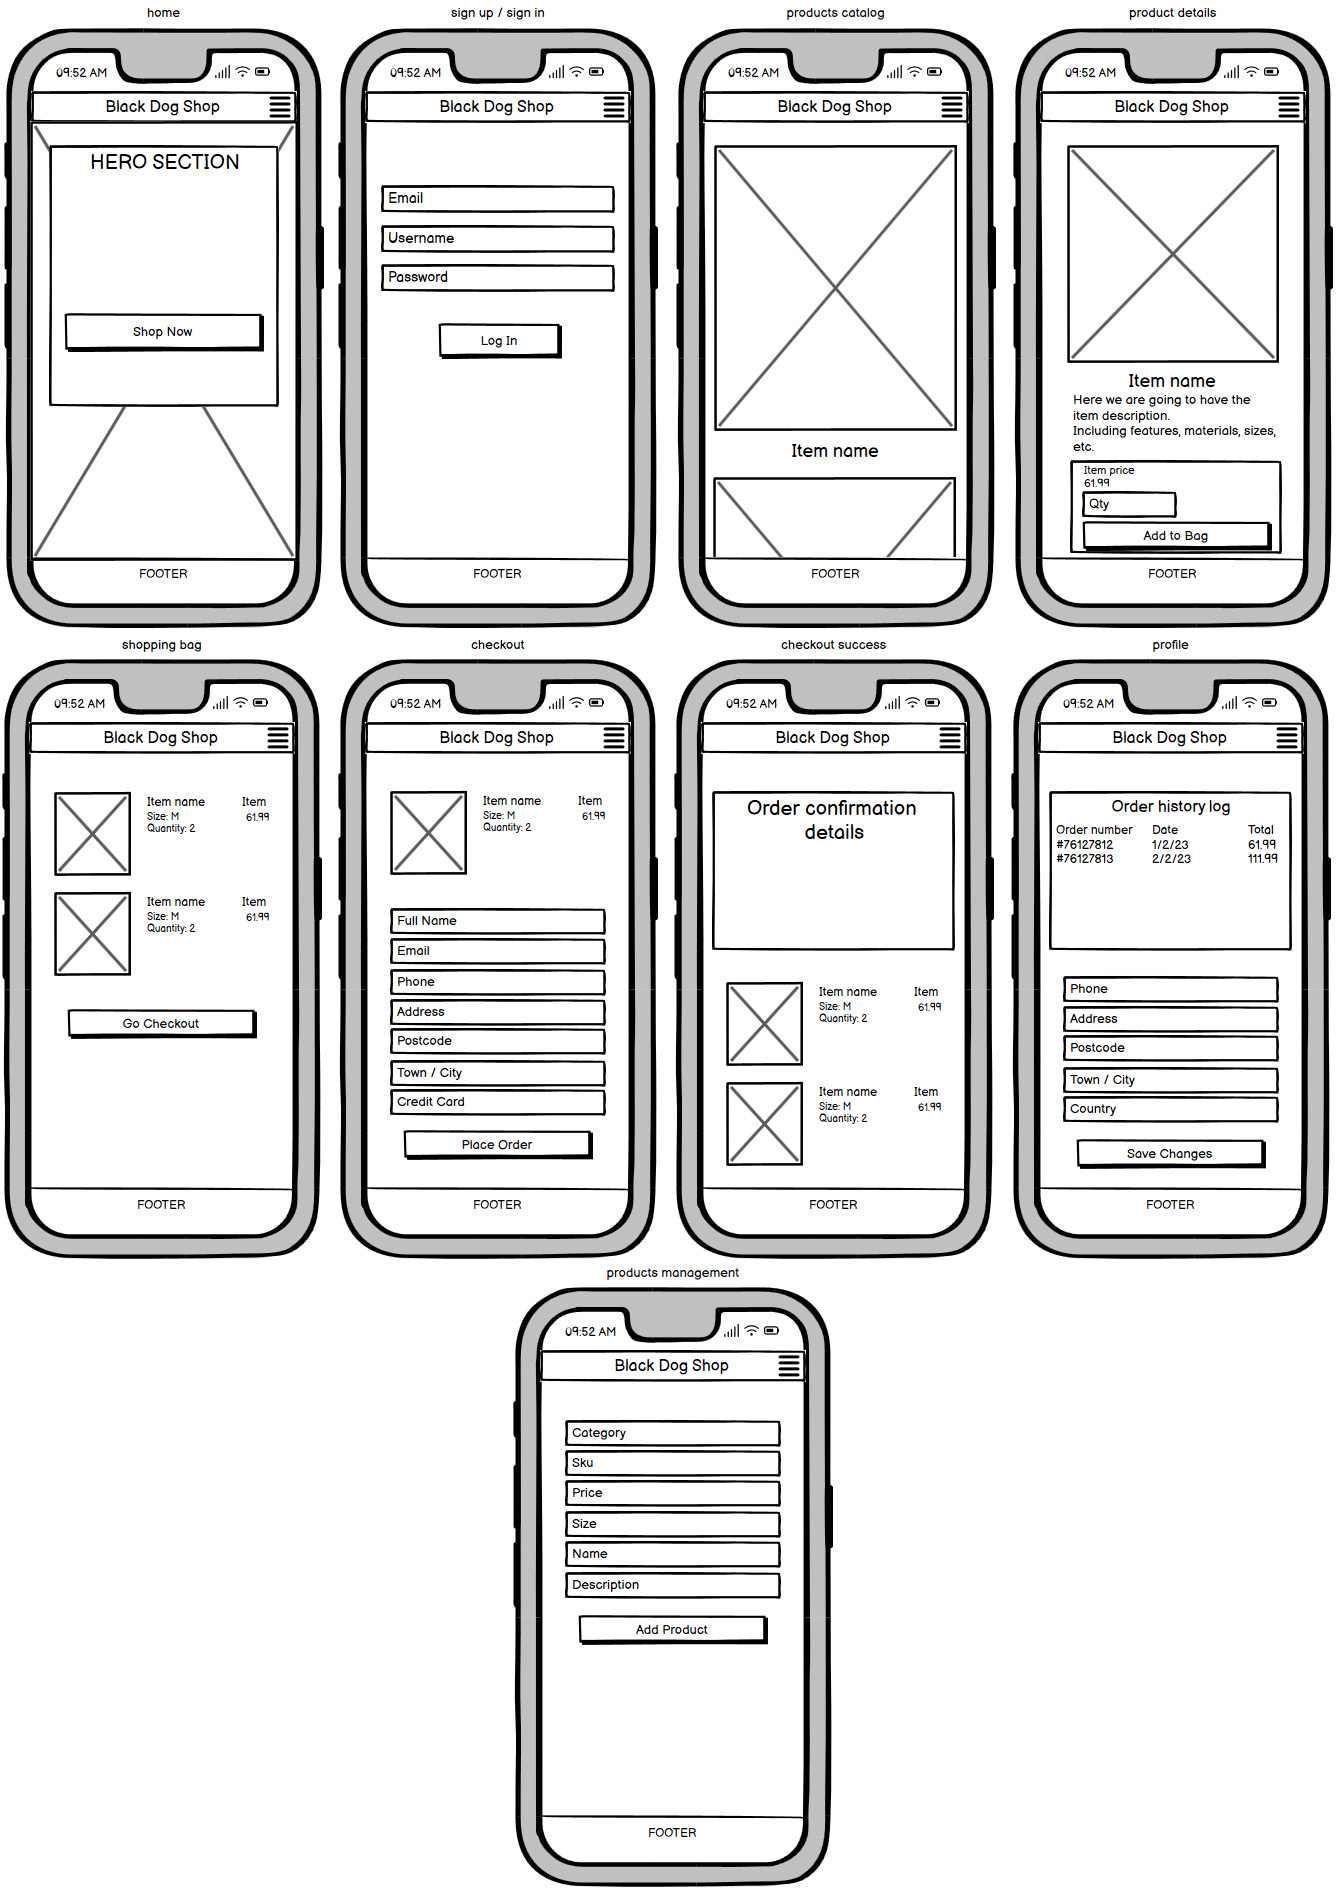 home
09:52 AM
Black Dog Shop
HERO SECTION
Shop Now
FOOTER
sign up / sign in
09:52 AM
Black Dog Shop
Email
Username
Password
Log In
FOOTER
products catalog
09:52 AM
Black Dog Shop
Item name
FOOTER
product details
09:52 AM
Black Dog Shop
Item name
Here we are going to have the
item description.
Including features, materials, sizes,
etc.
Item price
61.99
Qty
Add to Bag
FOOTER
shopping bag
09:52 AM
Black Dog Shop
Item name Item
Size: M 61.99
Quantity: 2
Item name Item
Size: M 61.99
Quantity: 2
Go Checkout
FOOTER
checkout
09:52 AM
Black Dog Shop
Item name Item
Size: M 61.99
Quantity: 2
Full Name
Email
Phone
Address
Postcode
Town / City
Credit Card
Place Order
FOOTER
checkout success
09:52 AM
Black Dog Shop
Order confirmation
details
Item name Item
Size: M 61.99
Quantity: 2
Item name Item
Size: M 61.99
Quantity: 2
FOOTER
profile
09:52 AM
Black Dog Shop
Order history log
Order number Date Total
#76127812 1/2/23 61.99
#76127813 2/2/23 111.99
Phone
Address
Postcode
Town / City
Country
Save Changes
FOOTER
products management
09:52 AM
Black Dog Shop
Category
Sku
Price
Size
Name
Description
Add Product
FOOTER